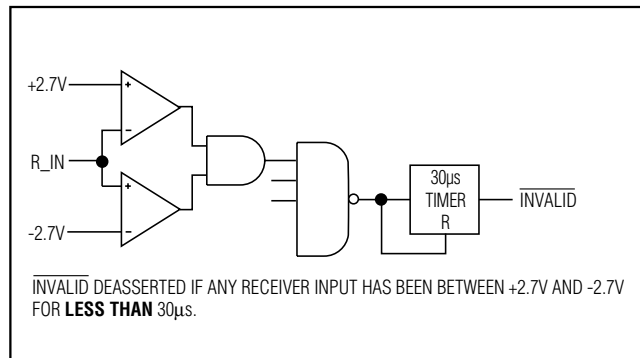 +2.7V
+
-
R_IN
+
-
-2.7V
30µs
TIMER
R
INVALID
INVALID DEASSERTED IF ANY RECEIVER INPUT HAS BEEN BETWEEN +2.7V AND -2.7V
FOR LESS THAN 30µs.